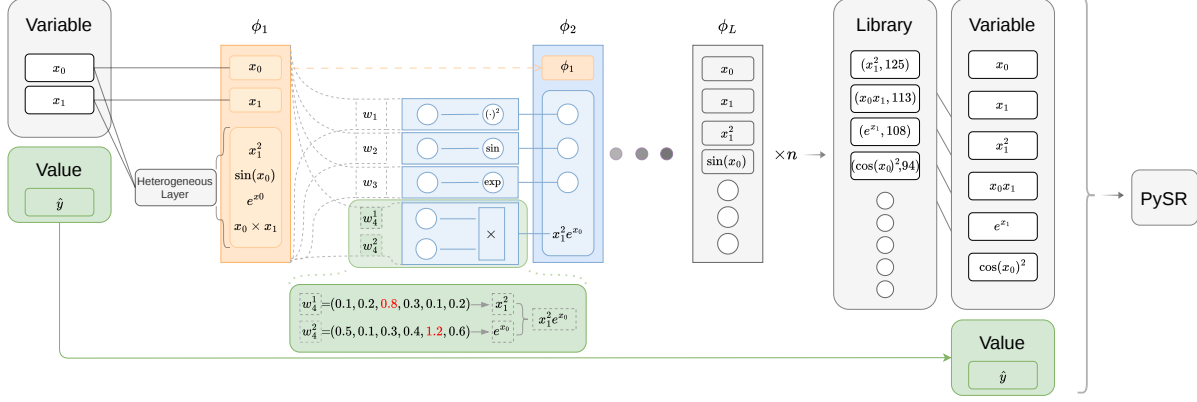 Variable
x_0
x_1
Value
ŷ
Heterogeneous
Layer
ϕ_1
x_0
x_1
x_1^2
sin(x_0)
e^{x0}
x_0 × x_1
w_1
w_2
w_3
w_4^1
w_4^2
(·)^2
sin
exp
×
ϕ_2
ϕ_1
x_1^2 e^{x_0}
w_4^1=(0.1, 0.2, 0.8, 0.3, 0.1, 0.2) x_1^2
w_4^2=(0.5, 0.1, 0.3, 0.4, 1.2, 0.6) e^{x_0}
x_1^2 e^{x_0}
ϕ_L
x_0
x_1
x_1^2
sin(x_0)
×n
Library
(x_1^2, 125)
(x_0x_1, 113)
(e^{x_1}, 108)
(cos(x_0)^2,94)
Variable
x_0
x_1
x_1^2
x_0x_1
e^{x_1}
cos(x_0)^2
Value
ŷ
PySR